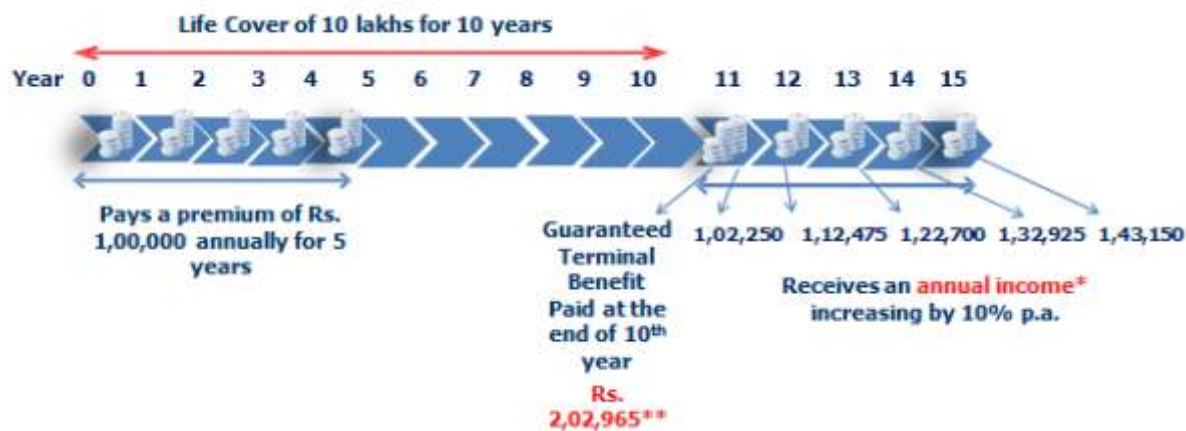 Life Cover of 10 lakhs for 10 years
Year 0 1 2 3 4 5 6 7 8 9 10 11 12 13 14 15
Pays a premium of Rs.
1,00,000 annually for 5
years
Guaranteed
Terminal
Benefit
Paid at the
end of 10th
year
Rs.
2,02,965**
1,02,250 1,12,475 1,22,700 1,32,925 1,43,150
Receives an annual income*
increasing by 10% p.a.